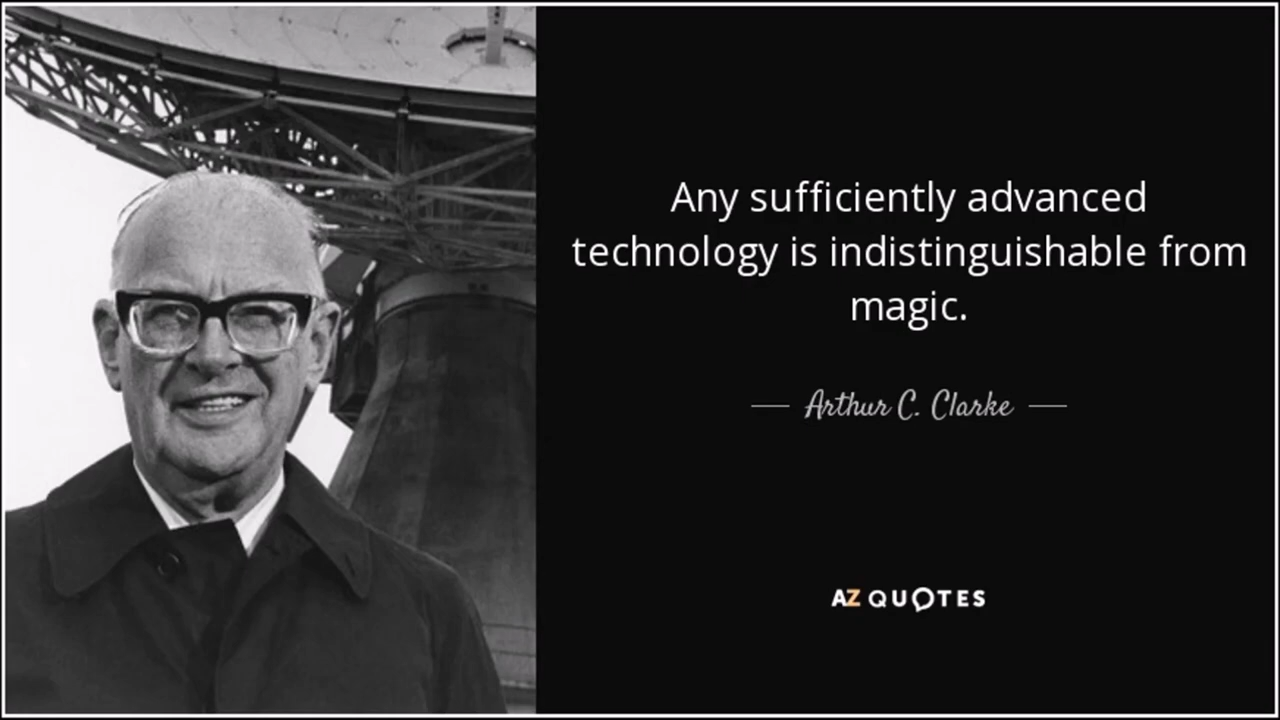 Any sufficiently advanced
technology is indistinguishable from
magic.
Arthur C. Clarke
AZ QUOTES